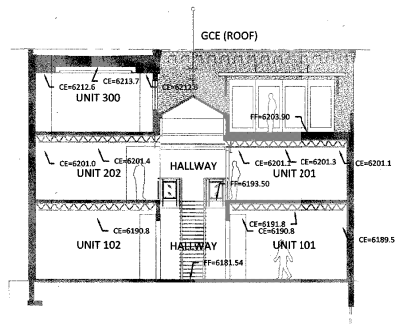 GCE (ROOF)
CE=6212.6
CE=6213.7
CE=6212.6
UNIT 300
FF=6203.90
CE=6201.0
CE=6201.4
UNIT 202
HALLWAY
CE=6201.1
CE=6201.3
CE=6201.1
UNIT 201
FF=6193.50
CE=6190.8
UNIT 102
HALLWAY
CE=6191.8
CE=6190.8
UNIT 101
CE=6189.5
FF=6181.54